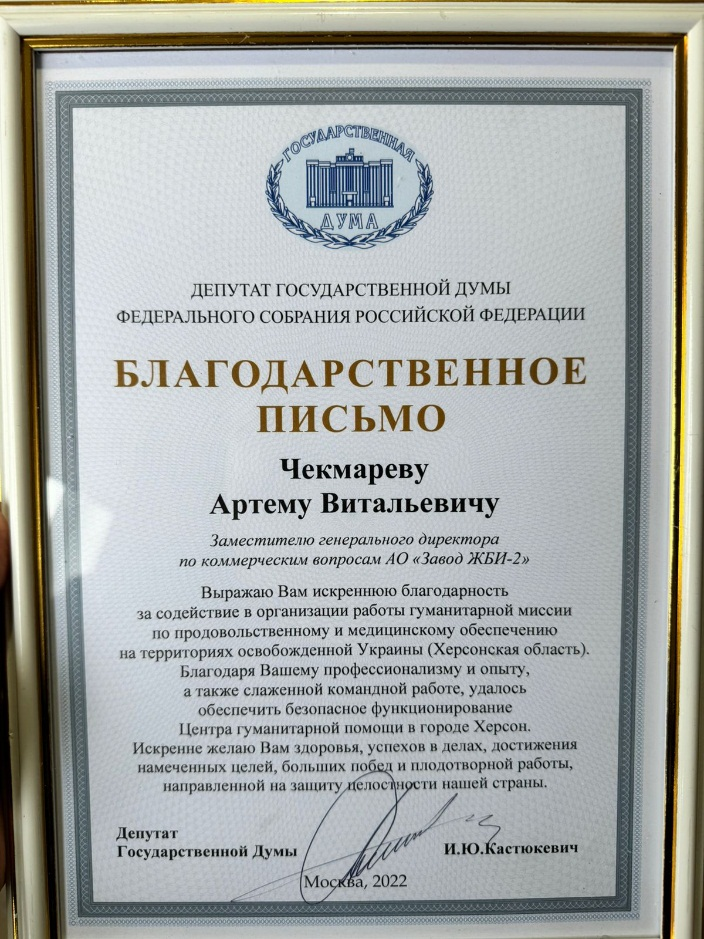 ГОСУДАРСТВЕННАЯ
ДУМА
ДЕПУТАТ ГОСУДАРСТВЕННОЙ ДУМЫ
ФЕДЕРАЛЬНОГО СОБРАНИЯ РОССИЙСКОЙ ФЕДЕРАЦИИ
БЛАГОДАРСТВЕННОЕ
ПИСЬМО
Чекмареву
Артему Витальевичу
Заместителю генерального директора
по коммерческим вопросам АО «Завод ЖБИ-2»
Выражаю Вам искреннюю благодарность
за содействие в организации работы гуманитарной миссии
по продовольственному и медицинскому обеспечению
на территориях освобожденной Украины (Херсонская область).
Благодаря Вашему профессионализму и опыту,
а также слаженной командной работе, удалось
обеспечить безопасное функционирование
Центра гуманитарной помощи в городе Херсон.
Искренне желаю Вам здоровья, успехов в делах, достижения
намеченных целей, больших побед и плодотворной работы,
направленной на защиту целостности нашей страны.
Депутат
Государственной Думы
И.Ю.Кастюкевич
Москва, 2022